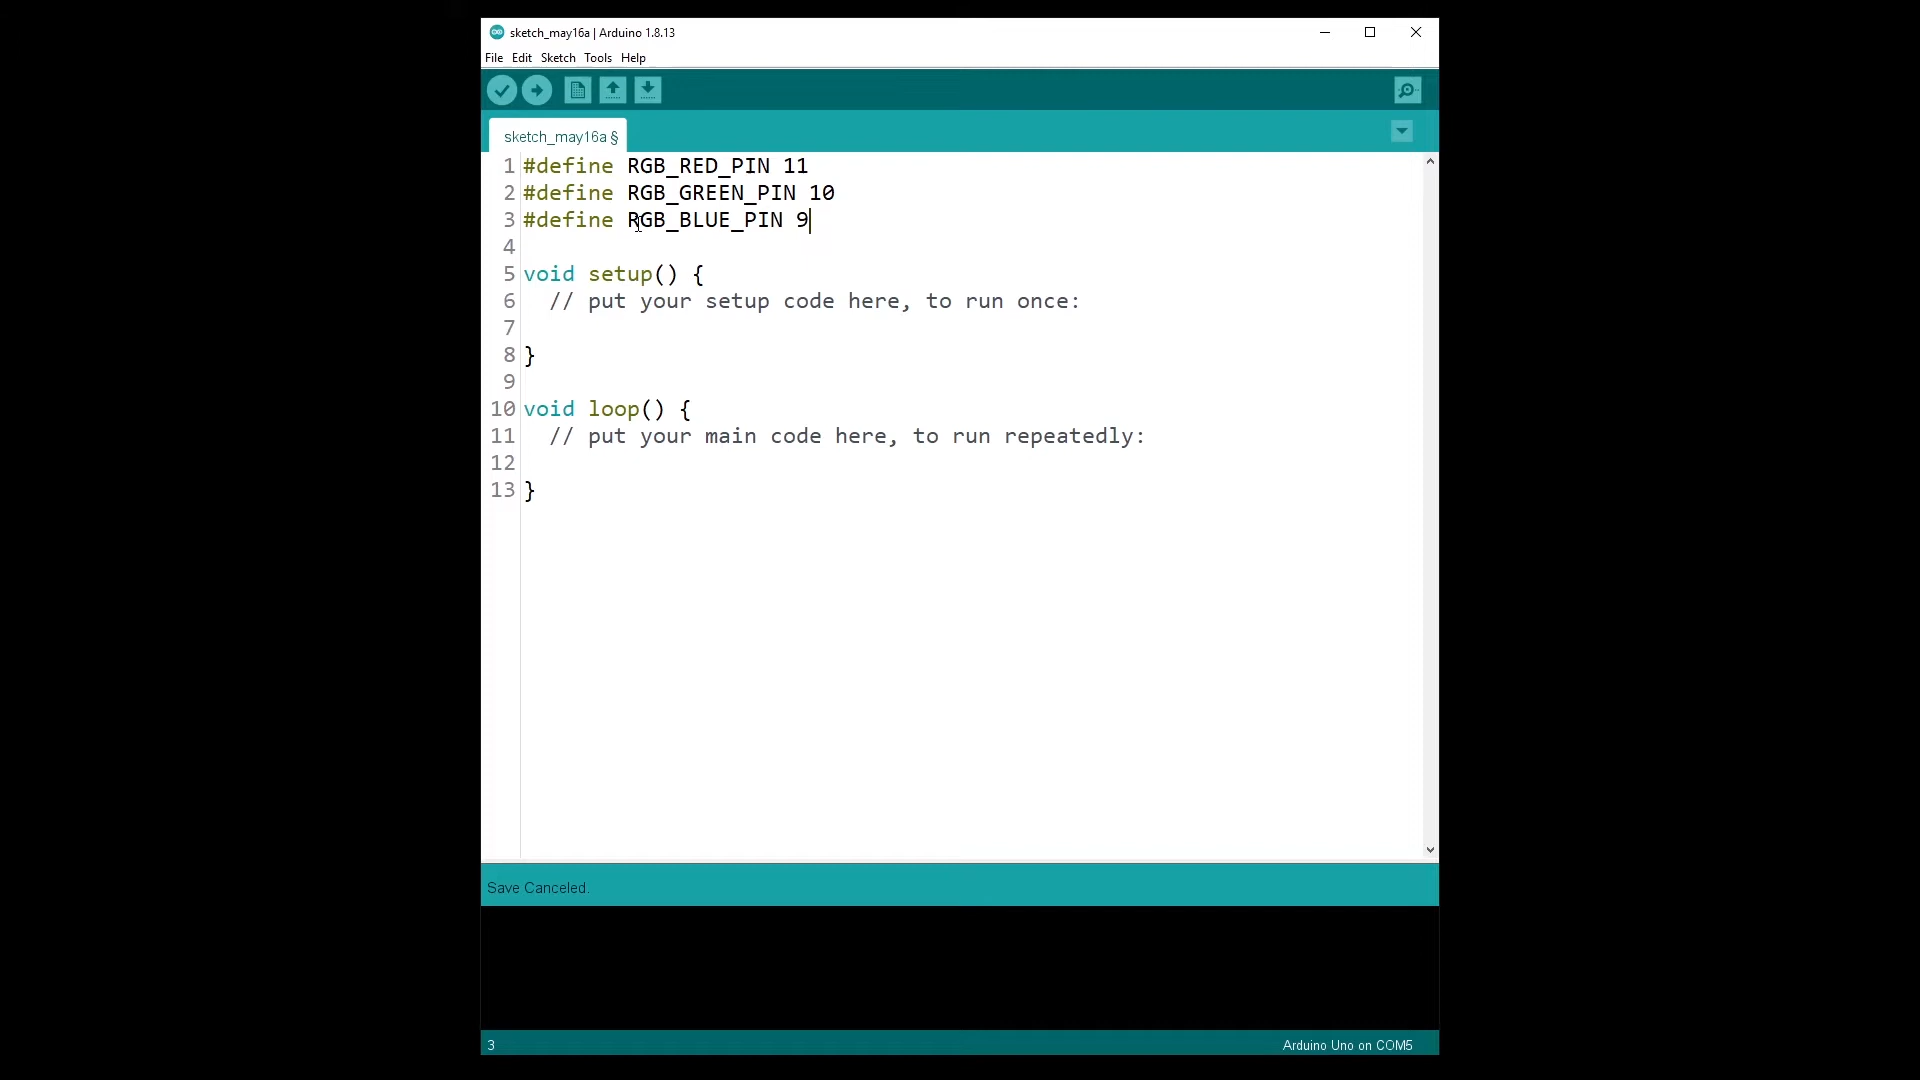 sketch_may16a | Arduino 1.8.13
File Edit Sketch Tools Help
sketch_may16a §
1 #define RGB_RED_PIN 11
2 #define RGB_GREEN_PIN 10
3 #define RGB_BLUE_PIN 9
4
5 void setup() {
6 // put your setup code here, to run once:
7
8 }
9
10 void loop() {
11 // put your main code here, to run repeatedly:
12
13 }
Save Canceled.
3 Arduino Uno on COM5